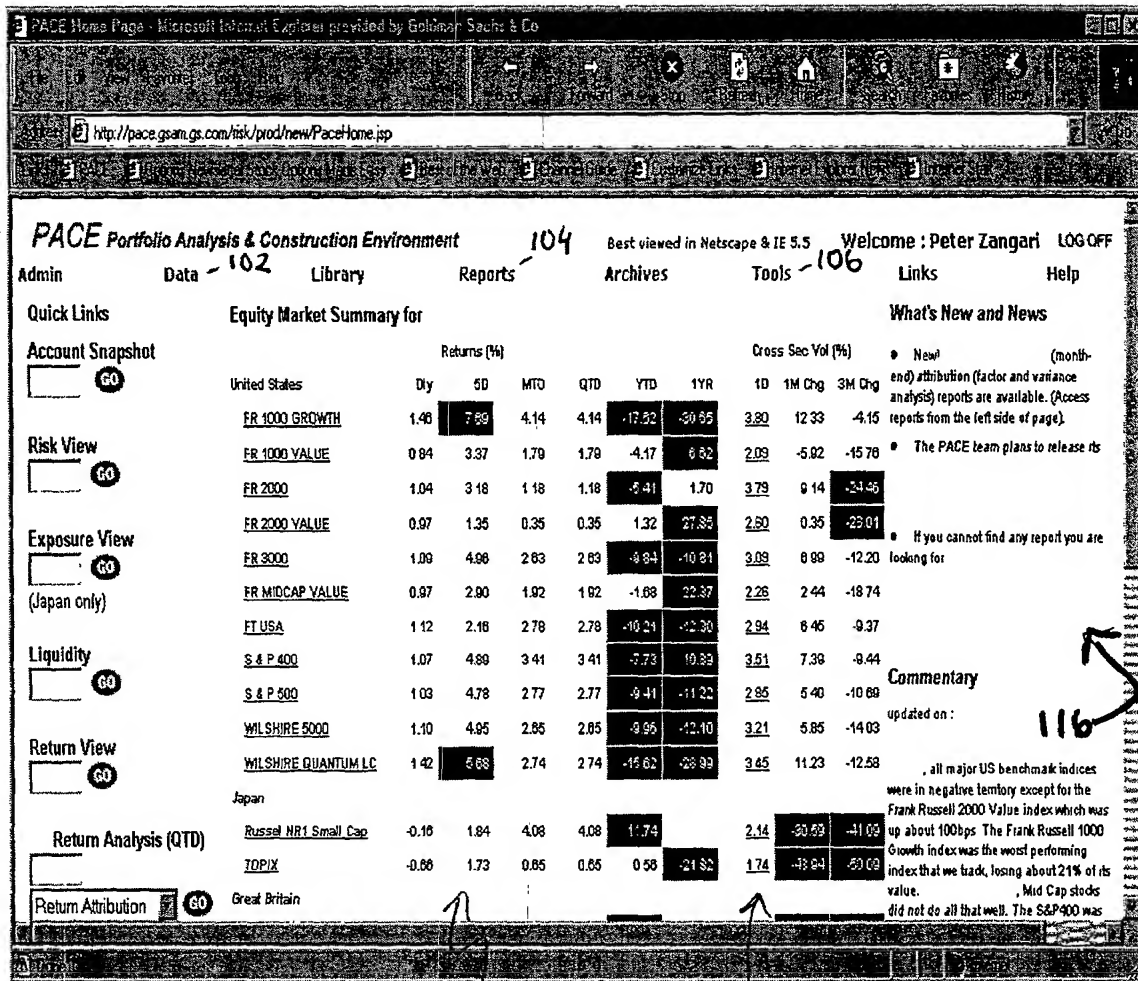 PACE Home Page - Microsoft Internet Explorer provided by Goldman Sachs & Co
http://pace.gsam.gs.com/risk/prod/new/PaceHome.jsp
PACE Portfolio Analysis & Construction Environment 104 Best viewed in Netscape & IE 5.5 Welcome : Peter Zangari LOG OFF
Admin Data 102 Library Reports Archives Tools 106 Links Help
Quick Links
Account Snapshot
GO
Risk View
GO
Exposure View
GO
(Japan only)
Liquidity
GO
Return View
GO
Return Analysis (QTD)
Return Attribution GO
Equity Market Summary for
Returns (%) Cross Sec Vol (%)
United States Dly 5D MTD QTD YTD 1YR 1D 1M Chg 3M Chg
FR 1000 GROWTH 1.46 7.89 4.14 4.14 -17.52 -30.65 3.80 12 33 -4.15
FR 1000 VALUE 0 84 3.37 1.79 1.79 -4.17 6.62 2.09 -5.92 -15 76
FR 2000 1.04 3 18 1 18 1.18 -5.41 1.70 3 79 9 14 -24.46
FR 2000 VALUE 0.97 1.35 0.35 0.35 1.32 27.85 2.80 0.35 -23.01
FR 3000 1.09 4.96 2 63 2 63 -9.84 -10.81 3.09 6 99 -12.20
FR MIDCAP VALUE 0.97 2.90 1.92 1 92 -1.68 22.37 2.26 2 44 -18 74
FT USA 1 12 2.16 2 78 2.78 -10.21 -12.30 2.94 6 45 -9.37
S & P 400 1.07 4.89 3 41 3 41 -7.73 10.89 3.51 7.39 -9.44
S & P 500 1 03 4.78 2 77 2.77 -9.41 -11.22 2.85 5 40 -10 69
WILSHIRE 5000 1.10 4.95 2.65 2.65 -9.95 -12.10 3.21 5.85 -14 03
WILSHIRE QUANTUM LC 1 42 5.68 2.74 2 74 -15.62 -28.99 3.45 11.23 -12.58
Japan
Russel NR1 Small Cap -0.16 1.84 4.08 4.08 11.74 2.14 -30.59 -41.09
TOPIX -0.66 1.73 0.65 0.65 0 58 -21.82 1.74
Great Britain
What's New and News
• New! (month-
end) attribution (factor and variance
analysis) reports are available. (Access
reports from the left side of page).
• The PACE team plans to release its
• If you cannot find any report you are
looking for
Commentary
updated on :
116
, all major US benchmark indices
were in negative territory except for the
Frank Russell 2000 Value index which was
up about 100bps The Frank Russell 1000
Growth index was the worst performing
index that we track, losing about 21% of its
value. , Mid Cap stocks
did not do all that well. The S&P400 was